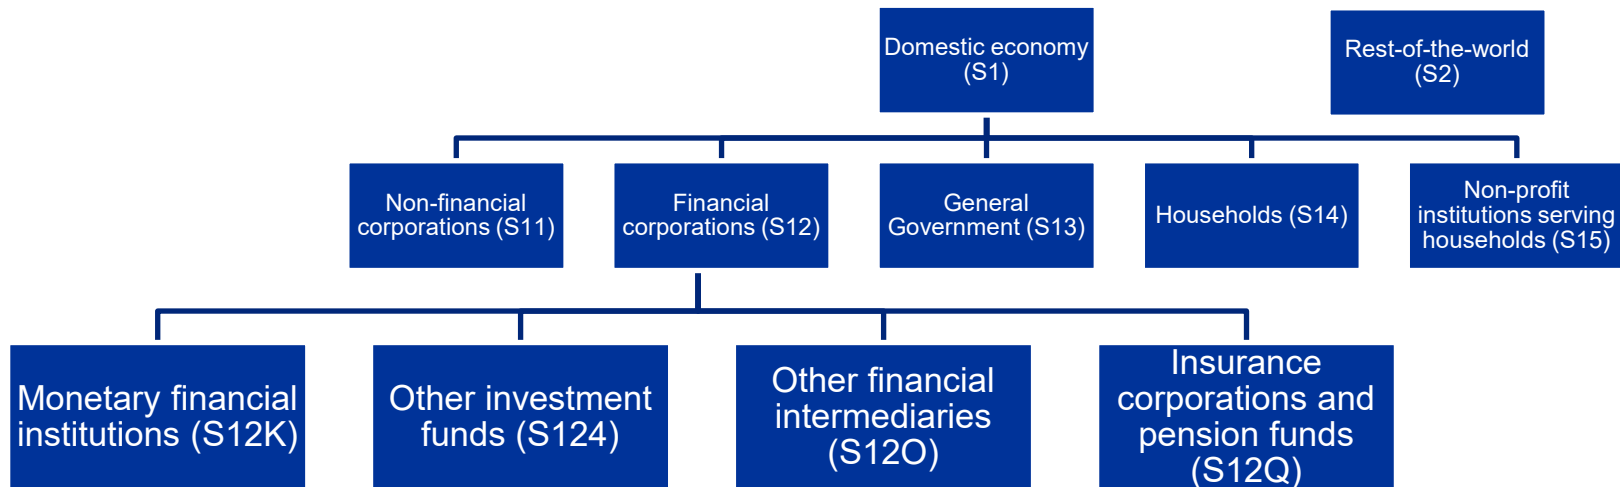 Domestic economy
(S1)
Rest-of-the-world
(S2)
Non-financial
corporations (S11)
Financial
corporations (S12)
General
Government (S13)
Households (S14)
Non-profit
institutions serving
households (S15)
Monetary financial
institutions (S12K)
Other investment
funds (S124)
Other financial
intermediaries
(S12O)
Insurance
corporations and
pension funds
(S12Q)